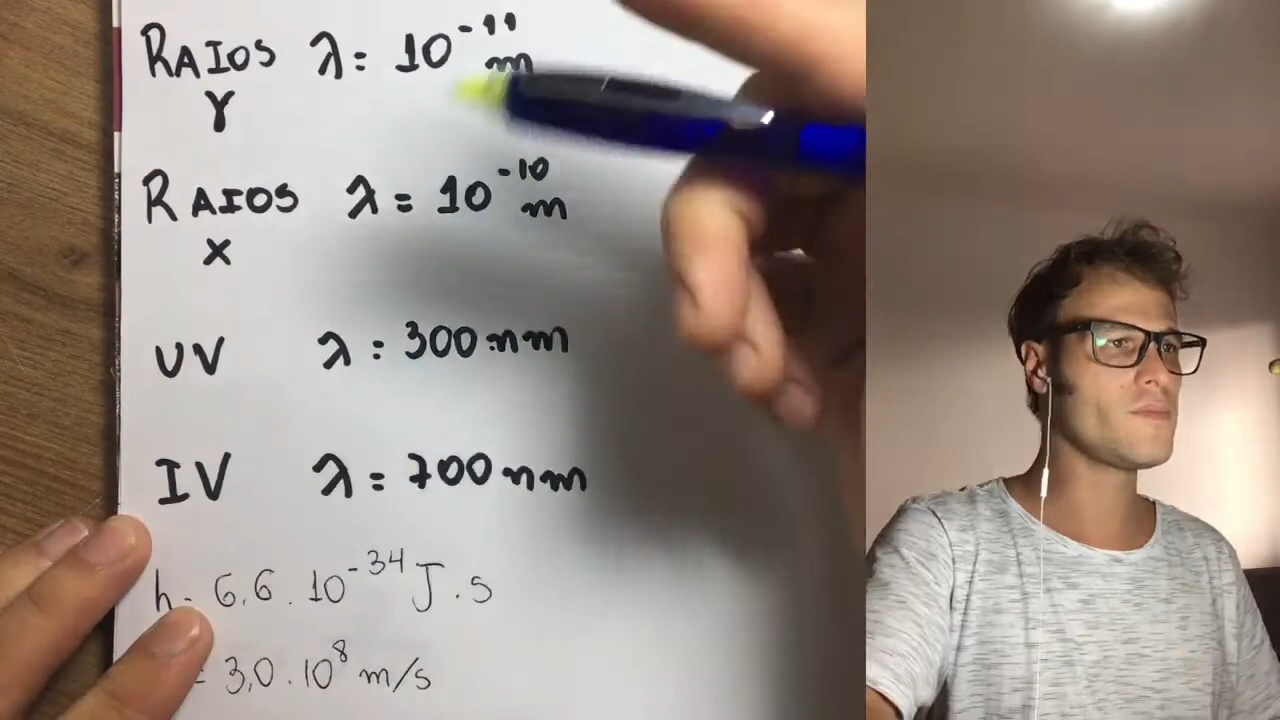 RAIOS λ = 10⁻¹¹ m
γ
RAIOS λ = 10⁻¹⁰ m
X
UV λ = 300 nm
IV λ = 700 nm
h = 6,6 . 10⁻³⁴ J . s
= 3,0 . 10⁸ m/s